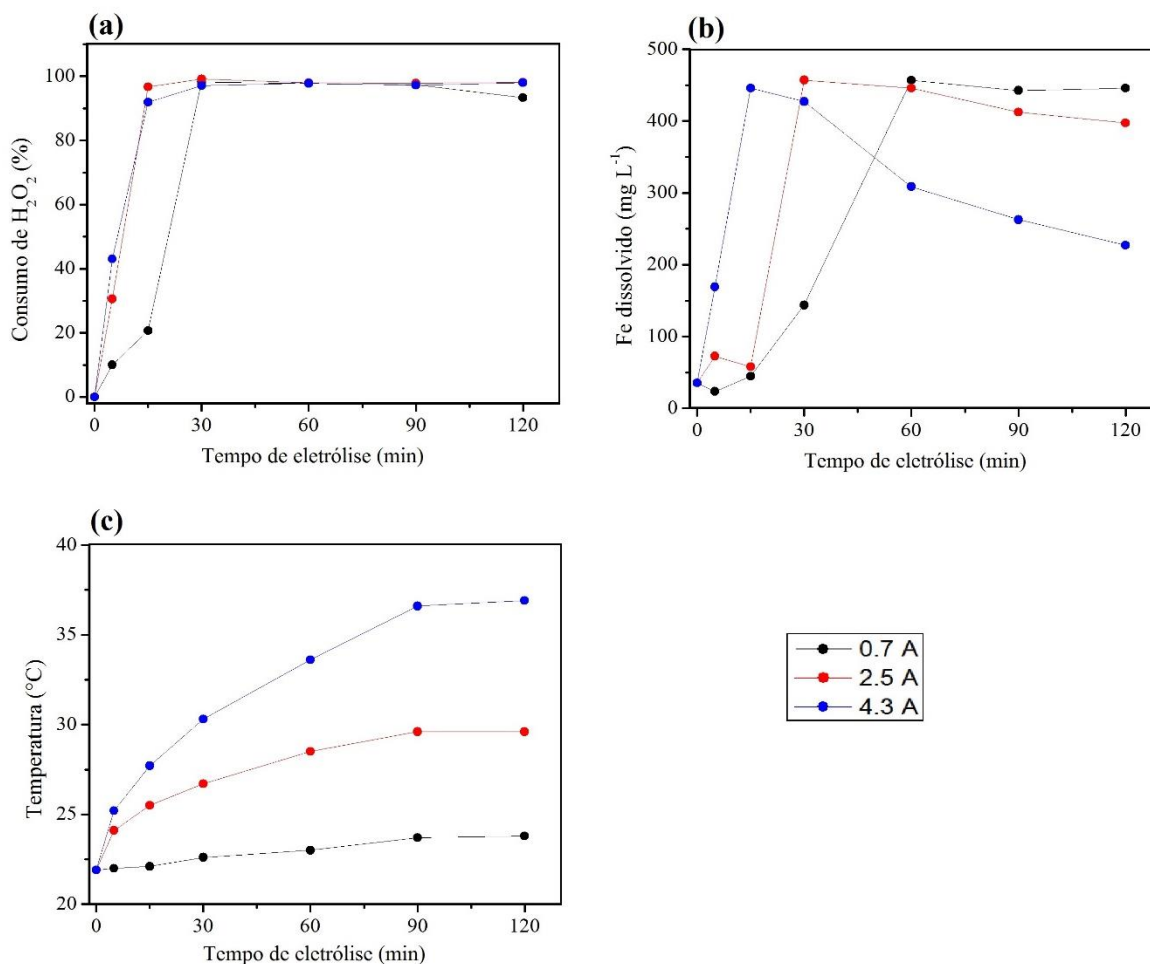 (a)
Consumo de H₂O₂ (%)
100
80
60
40
20
0
0 30 60 90 120
Tempo de eletrólise (min)
(b)
Fe dissolvido (mg L⁻¹)
500
400
300
200
100
0
0 30 60 90 120
Tempo de eletrólise (min)
(c)
Temperatura (°C)
40
35
30
25
20
0 30 60 90 120
Tempo de eletrólise (min)
0.7 A
2.5 A
4.3 A